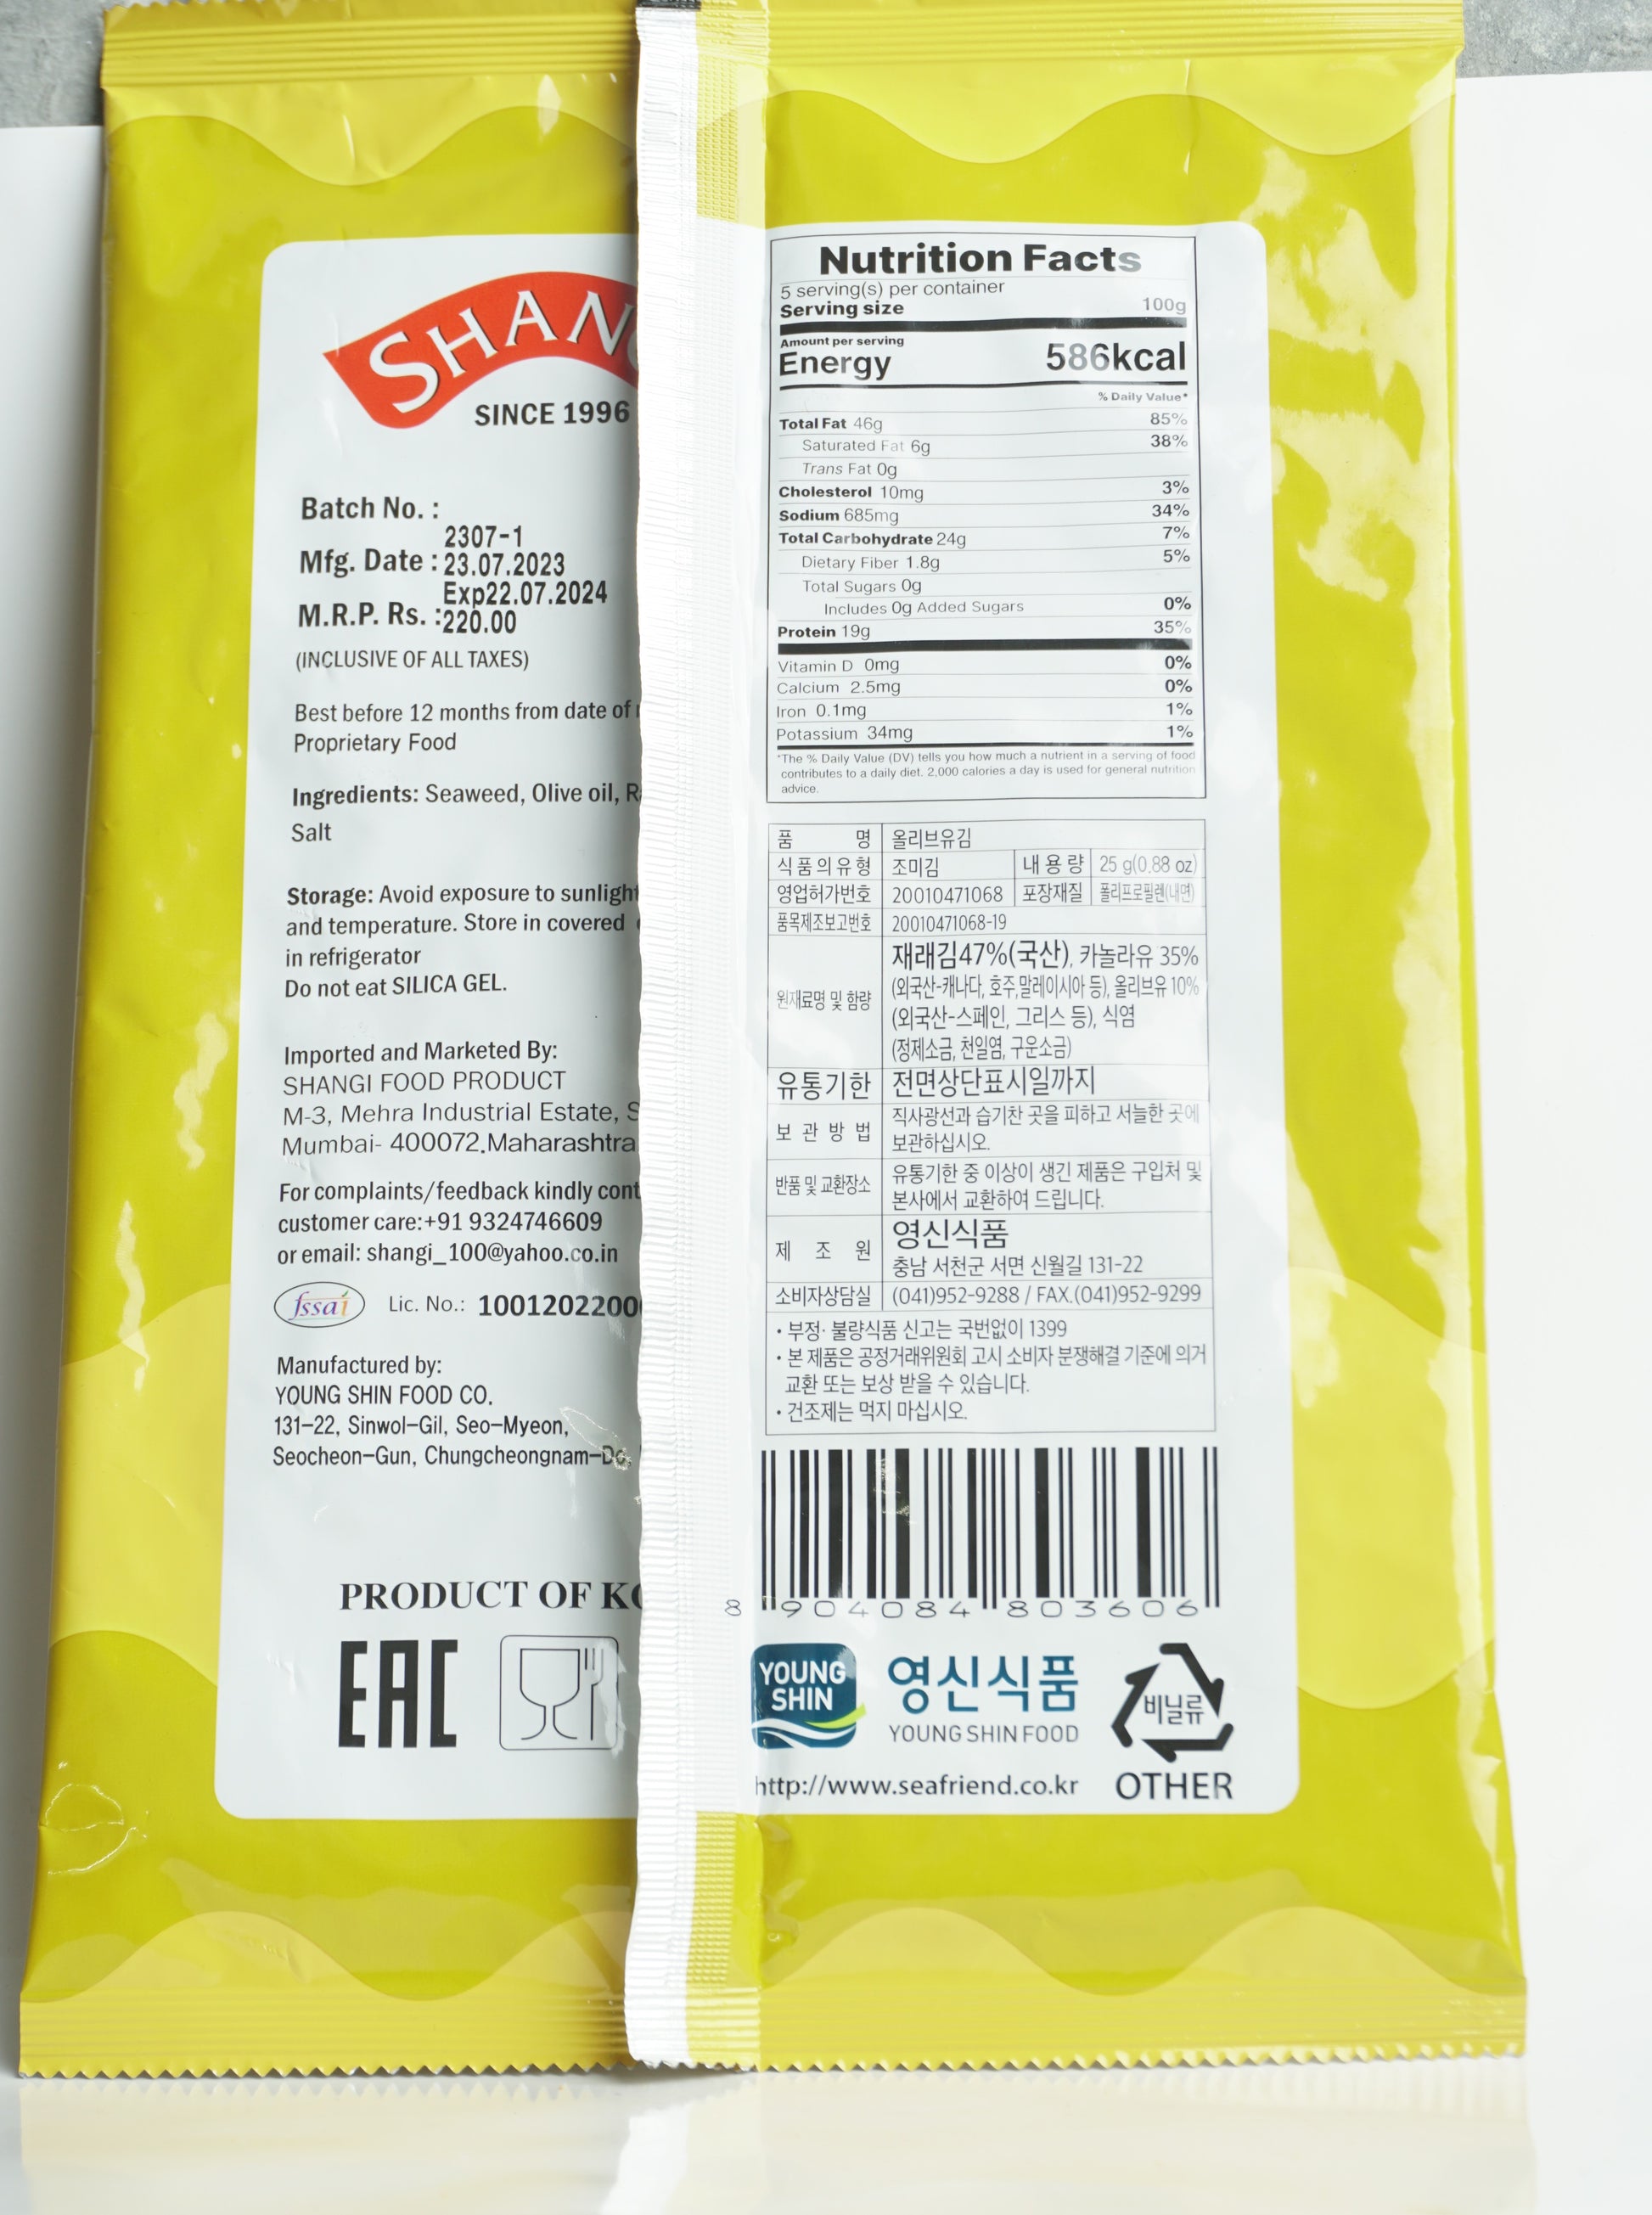 SHAN
SINCE 1996
Batch No. :
2307-1
Mfg. Date : 23.07.2023
Exp22.07.2024
M.R.P. Rs. :220.00
(INCLUSIVE OF ALL TAXES)
Best before 12 months from date of
Proprietary Food
Ingredients: Seaweed, Olive oil,
Salt
Storage: Avoid exposure to sunlight
and temperature. Store in covered
in refrigerator
Do not eat SILICA GEL.
Imported and Marketed By:
SHANGI FOOD PRODUCT
M-3, Mehra Industrial Estate,
Mumbai- 400072.Maharashtra
For complaints/feedback kindly cont
customer care:+91 9324746609
or email: shangi_100@yahoo.co.in
fssai Lic. No.: 1001202200
Manufactured by:
YOUNG SHIN FOOD CO.
131-22, Sinwol-Gil, Seo-Myeon,
Seocheon-Gun, Chungcheongnam-Do,
PRODUCT OF KO
EAC
Nutrition Facts
5 serving(s) per container
Serving size 100g
Amount per serving
Energy 586kcal
% Daily Value*
Total Fat 46g 85%
Saturated Fat 6g 38%
Trans Fat 0g
Cholesterol 10mg 3%
Sodium 685mg 34%
Total Carbohydrate 24g 7%
Dietary Fiber 1.8g 5%
Total Sugars 0g
Includes 0g Added Sugars 0%
Protein 19g 35%
Vitamin D 0mg 0%
Calcium 2.5mg 0%
Iron 0.1mg 1%
Potassium 34mg 1%
*The % Daily Value (DV) tells you how much a nutrient in a serving of food
contributes to a daily diet. 2,000 calories a day is used for general nutrition
advice.
품 명 올리브유김
식품의유형 조미김 내용량 25 g(0.88 oz)
영업허가번호 20010471068 포장재질 폴리프로필렌(내면)
품목제조보고번호 20010471068-19
원재료명 및 함량 재래김47%(국산), 카놀라유 35%
(외국산-캐나다, 호주,말레이시아 등), 올리브유 10%
(외국산-스페인, 그리스 등), 식염
(정제소금, 천일염, 구운소금)
유통기한 전면상단표시일까지
보 관 방 법 직사광선과 습기찬 곳을 피하고 서늘한 곳에
보관하십시오.
반품 및 교환장소 유통기한 중 이상이 생긴 제품은 구입처 및
본사에서 교환하여 드립니다.
제 조 원 영신식품
충남 서천군 서면 신월길 131-22
소비자상담실 (041)952-9288 / FAX.(041)952-9299
• 부정· 불량식품 신고는 국번없이 1399
• 본 제품은 공정거래위원회 고시 소비자 분쟁해결 기준에 의거
교환 또는 보상 받을 수 있습니다.
• 건조제는 먹지 마십시오.
8 904084 803606
YOUNG
SHIN
영신식품
YOUNG SHIN FOOD
비닐류
OTHER
http://www.seafriend.co.kr